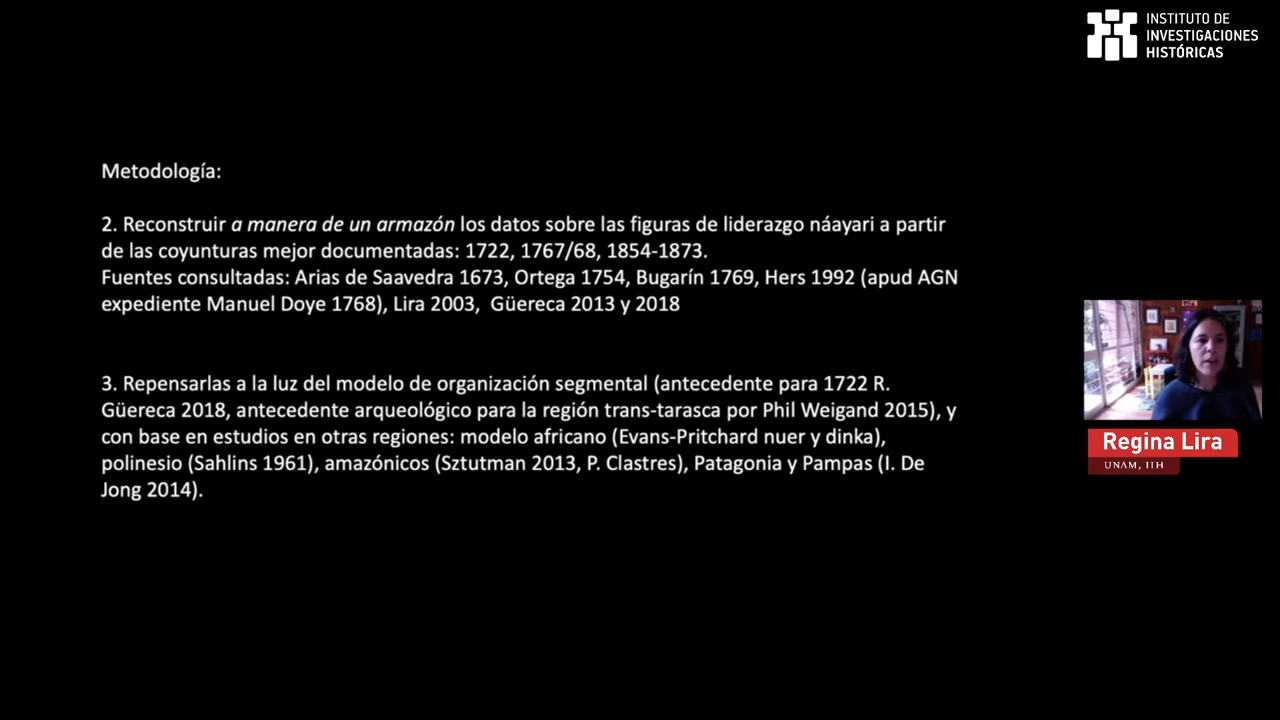 INSTITUTO DE
INVESTIGACIONES
HISTÓRICAS
Metodología:
2. Reconstruir a manera de un armazón los datos sobre las figuras de liderazgo náayari a partir
de las coyunturas mejor documentadas: 1722, 1767/68, 1854-1873.
Fuentes consultadas: Arias de Saavedra 1673, Ortega 1754, Bugarín 1769, Hers 1992 (apud AGN
expediente Manuel Doye 1768), Lira 2003, Güereca 2013 y 2018
3. Repensarlas a la luz del modelo de organización segmental (antecedente para 1722 R.
Güereca 2018, antecedente arqueológico para la región trans-tarasca por Phil Weigand 2015), y
con base en estudios en otras regiones: modelo africano (Evans-Pritchard nuer y dinka),
polinesio (Sahlins 1961), amazónicos (Sztutman 2013, P. Clastres), Patagonia y Pampas (I. De
Jong 2014).
Regina Lira
UNAM, IIH